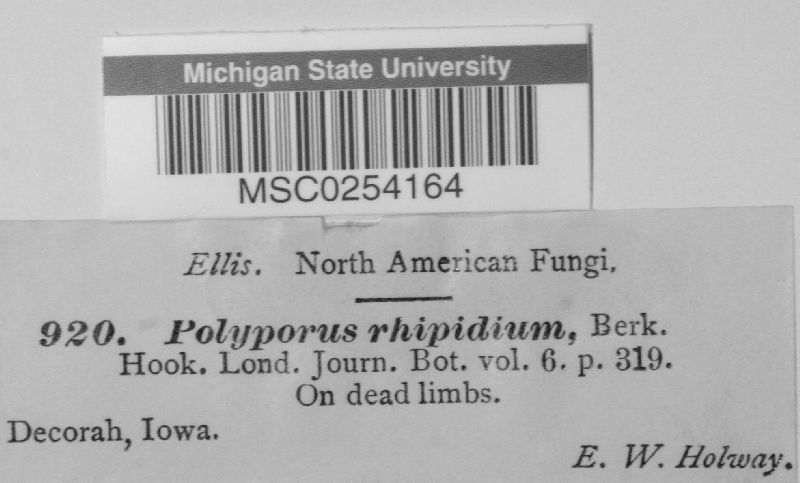 Michigan State University
MSC0254164
Ellis. North American Fungi.
920. Polyporus rhipidium, Berk.
Hook. Lond. Journ. Bot. vol. 6. p. 319.
On dead limbs.
Decorah, Iowa.
E. W. Holway.